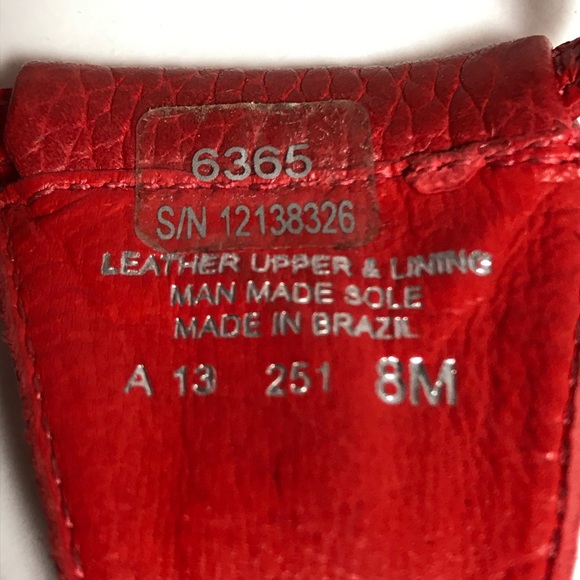 6365
S/N 12138326
LEATHER UPPER & LINING
MAN MADE SOLE
MADE IN BRAZIL
A 13 251 8M